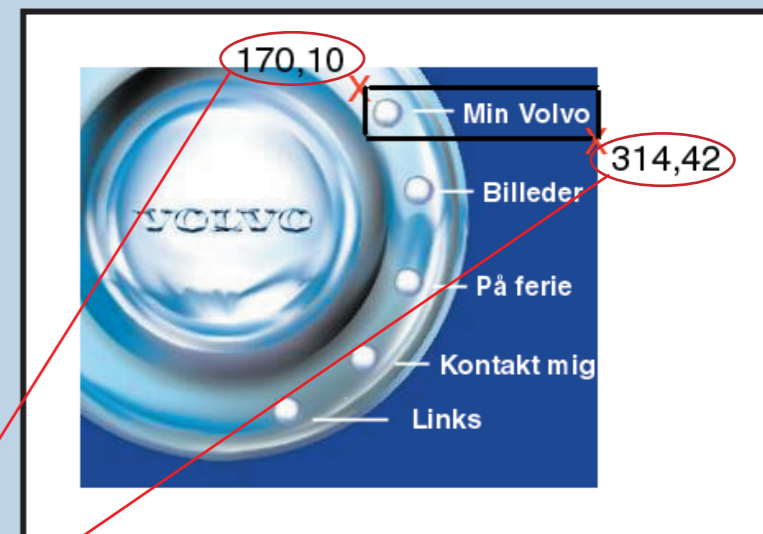 170,10
X
Min Volvo
X
314,42
Billeder
VOLVO
På ferie
Kontakt mig
Links